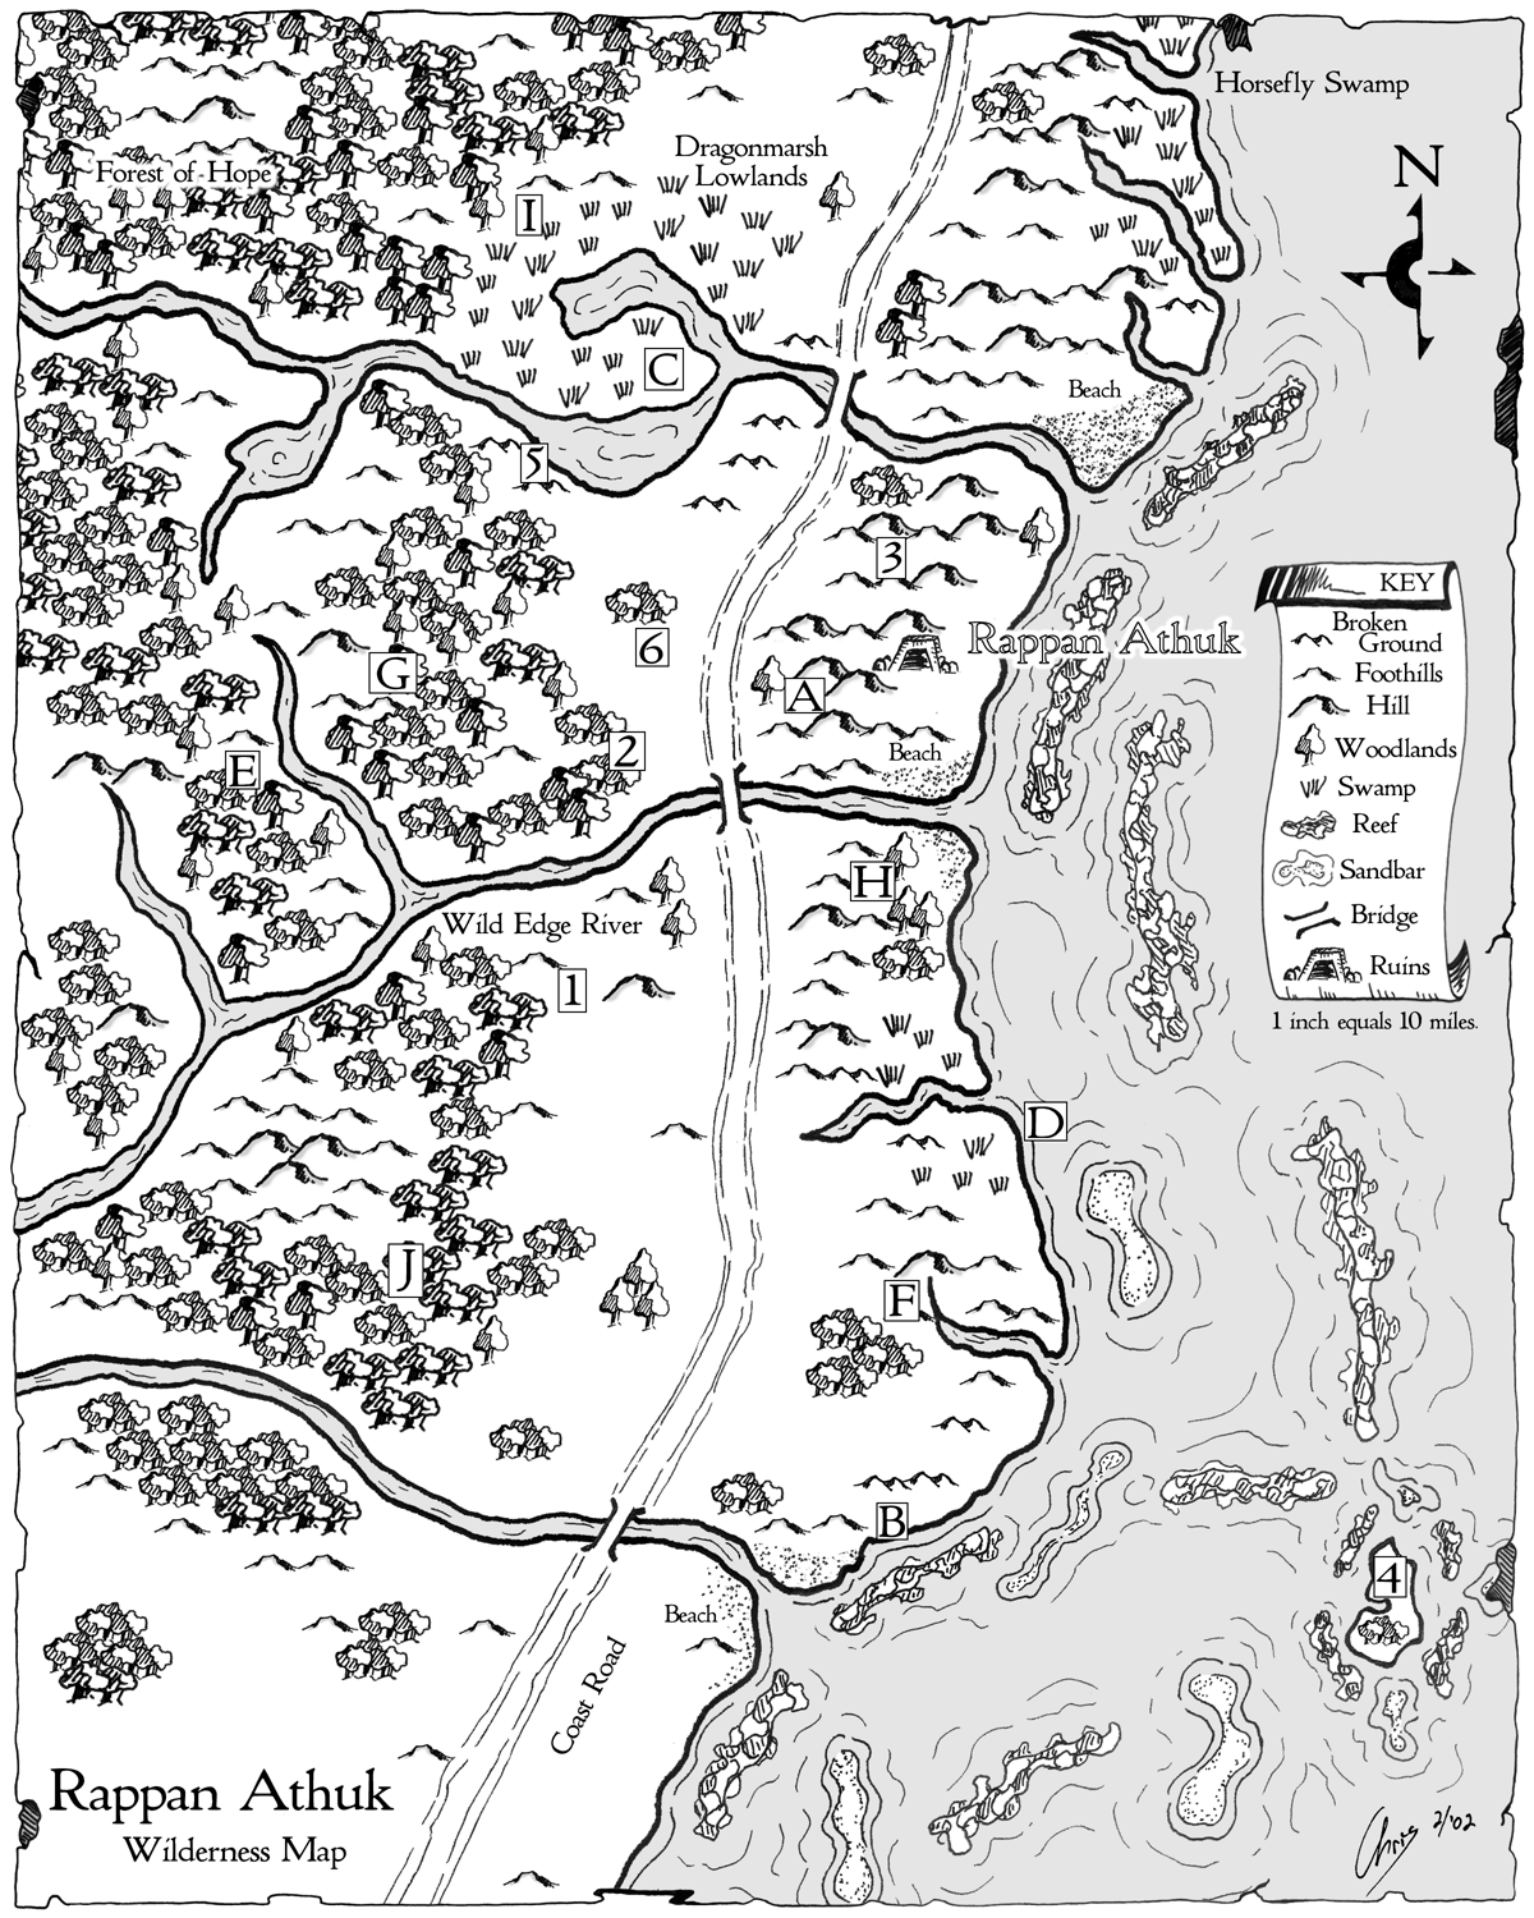 Horsefly Swamp
Dragonmarsh
Lowlands
N
Forest of Hope
I
C
Beach
5
3
KEY
Broken
Ground
Foothills
Hill
Woodlands
Swamp
Reef
Sandbar
Bridge
Ruins
1 inch equals 10 miles.
6
Rappan Athuk
G
A
2
Beach
E
H
Wild Edge River
1
D
J
F
B
4
Beach
Coast Road
Rappan Athuk
Wilderness Map
Chris 2/'02